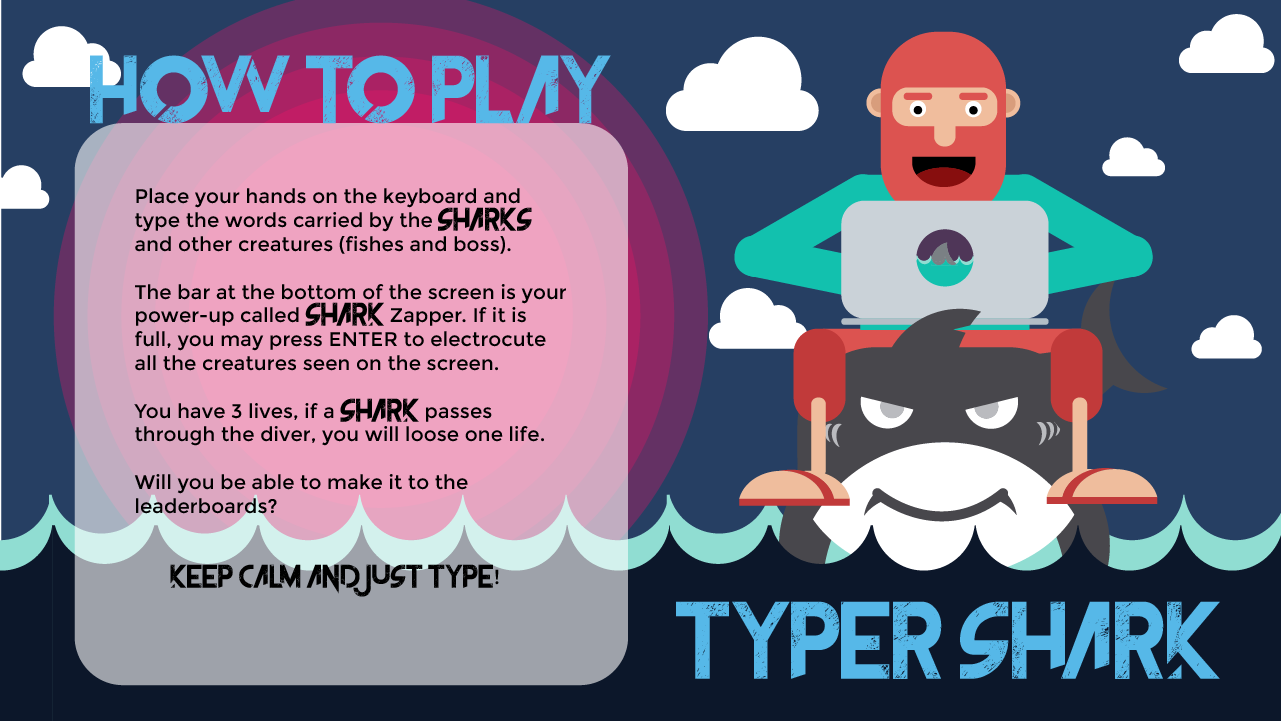 HOW TO PLAY
Place your hands on the keyboard and
type the words carried by the SHARKS
and other creatures (fishes and boss).
The bar at the bottom of the screen is your
power-up called SHARK Zapper. If it is
full, you may press ENTER to electrocute
all the creatures seen on the screen.
You have 3 lives, if a SHARK passes
through the diver, you will loose one life.
Will you be able to make it to the
leaderboards?
KEEP CALM AND JUST TYPE!
TYPER SHARK